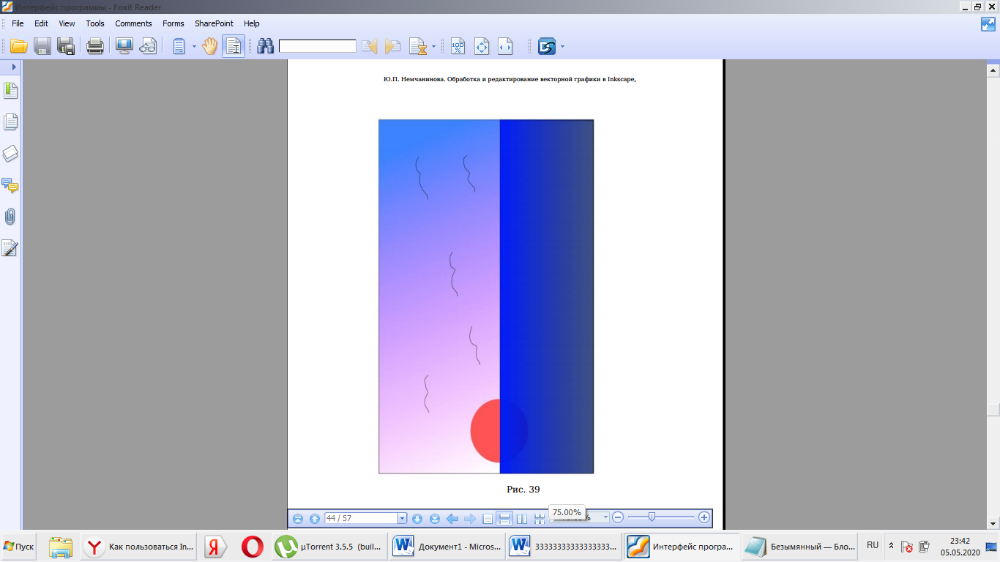 Интерфейс программы - Foxit Reader
File Edit View Tools Comments Forms SharePoint Help
100 %
Ю.П. Немчанинова. Обработка и редактирование векторной графики в Inkscape,
Рис. 39
75.00%
44 / 57
Пуск
Как пользоваться In...
µTorrent 3.5.5 (buil...
Документ1 - Micros...
33333333333333333...
Интерфейс програ...
Безымянный — Бло...
RU
23:42
05.05.2020